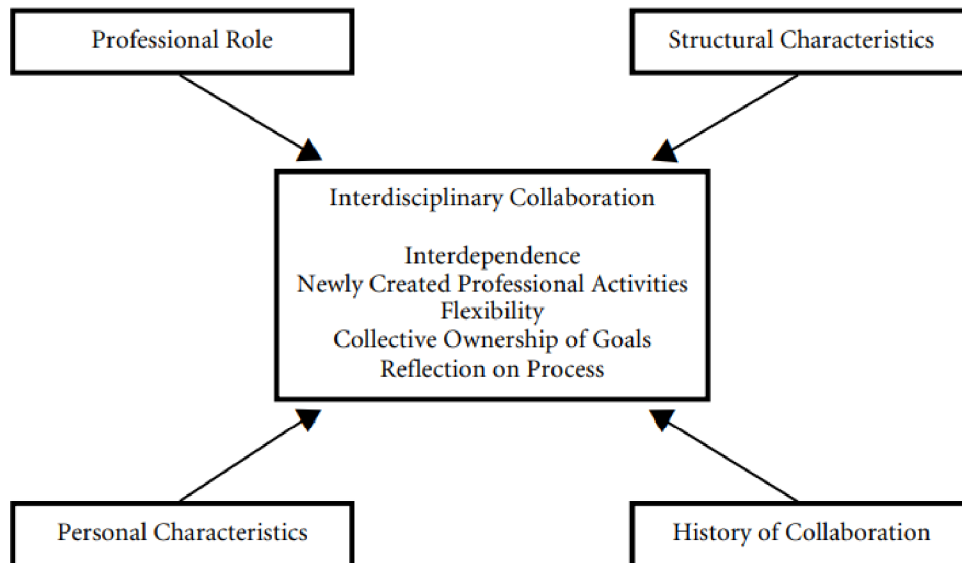 Professional Role
Structural Characteristics
Interdisciplinary Collaboration
Interdependence
Newly Created Professional Activities
Flexibility
Collective Ownership of Goals
Reflection on Process
Personal Characteristics
History of Collaboration